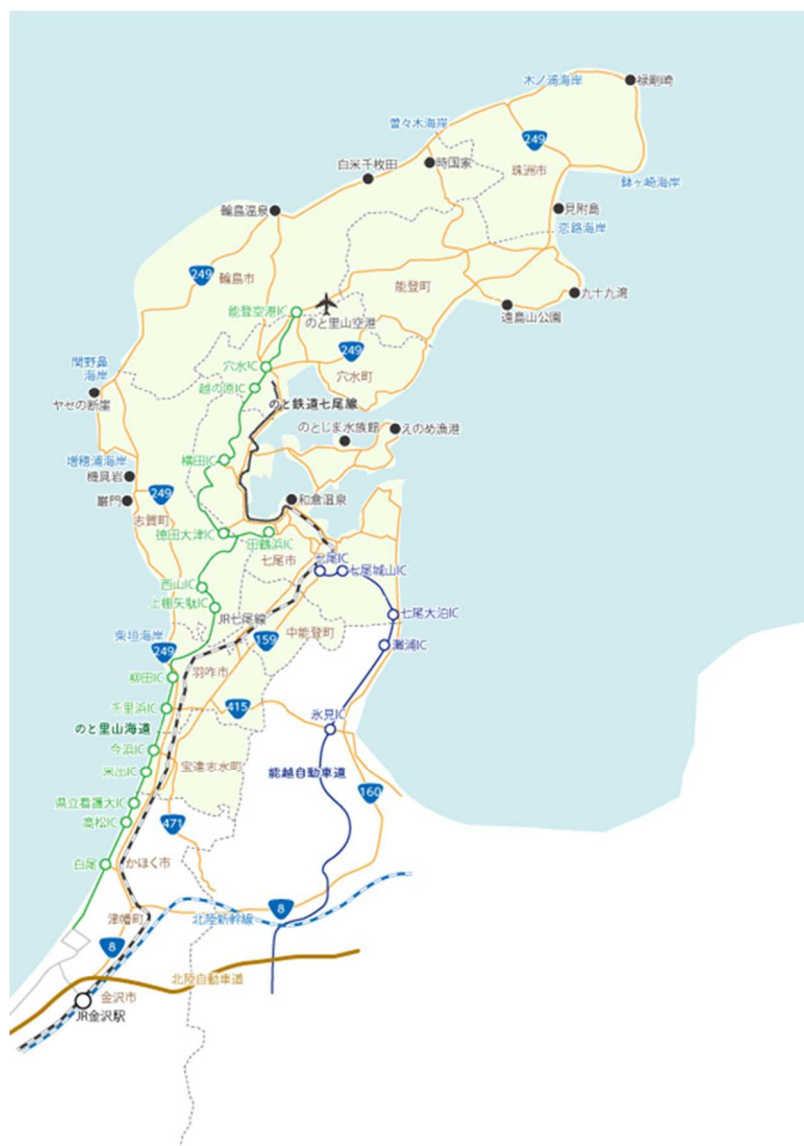 木ノ浦海岸
禄剛崎
曽々木海岸
249
白米千枚田
時国家
珠洲市
鉢ヶ崎海岸
輪島温泉
見附島
恋路海岸
249
輪島市
能登町
九十九湾
能登空港IC
のと里山空港
遠島山公園
249
関野鼻
海岸
穴水IC
穴水町
越の原IC
ヤセの断崖
のと鉄道七尾線
のとじま水族館
えのめ漁港
増穂浦海岸
横田IC
機具岩
249
巌門
和倉温泉
志賀町
徳田大津IC
田鶴浜IC
七尾市
七尾IC
七尾城山IC
西山IC
上棚矢駄IC
JR七尾線
七尾大泊IC
柴垣海岸
159
中能登町
249
灘浦IC
羽咋市
柳田IC
千里浜IC
415
氷見IC
のと里山海道
今浜IC
宝達志水町
能越自動車道
米出IC
160
県立看護大IC
高松IC
471
白尾
かほく市
津幡町
北陸新幹線
8
8
北陸自動車道
金沢市
JR金沢駅